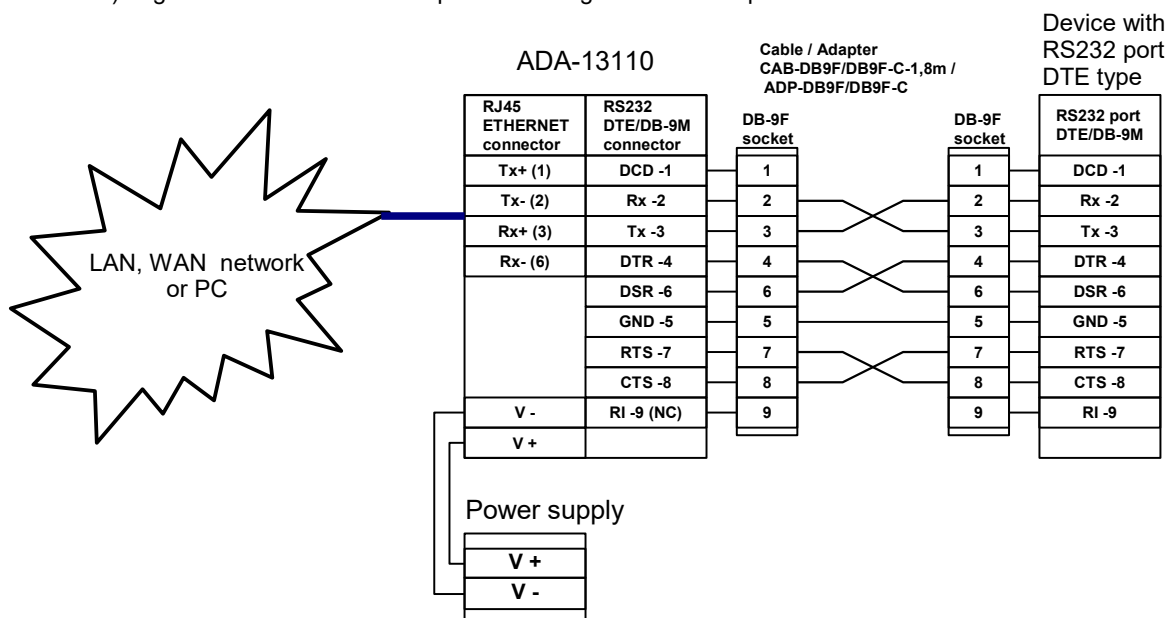 Device with
RS232 port
DTE type
ADA-13110
Cable / Adapter
CAB-DB9F/DB9F-C-1,8m /
ADP-DB9F/DB9F-C
RJ45
ETHERNET
connector
RS232
DTE/DB-9M
connector
DB-9F
socket
DB-9F
socket
RS232 port
DTE/DB-9M
Tx+ (1) DCD -1 1 1 DCD -1
Tx- (2) Rx -2 2 2 Rx -2
Rx+ (3) Tx -3 3 3 Tx -3
Rx- (6) DTR -4 4 4 DTR -4
DSR -6 6 6 DSR -6
GND -5 5 5 GND -5
RTS -7 7 7 RTS -7
CTS -8 8 8 CTS -8
V - RI -9 (NC) 9 9 RI -9
V +
LAN, WAN network
or PC
Power supply
V +
V -